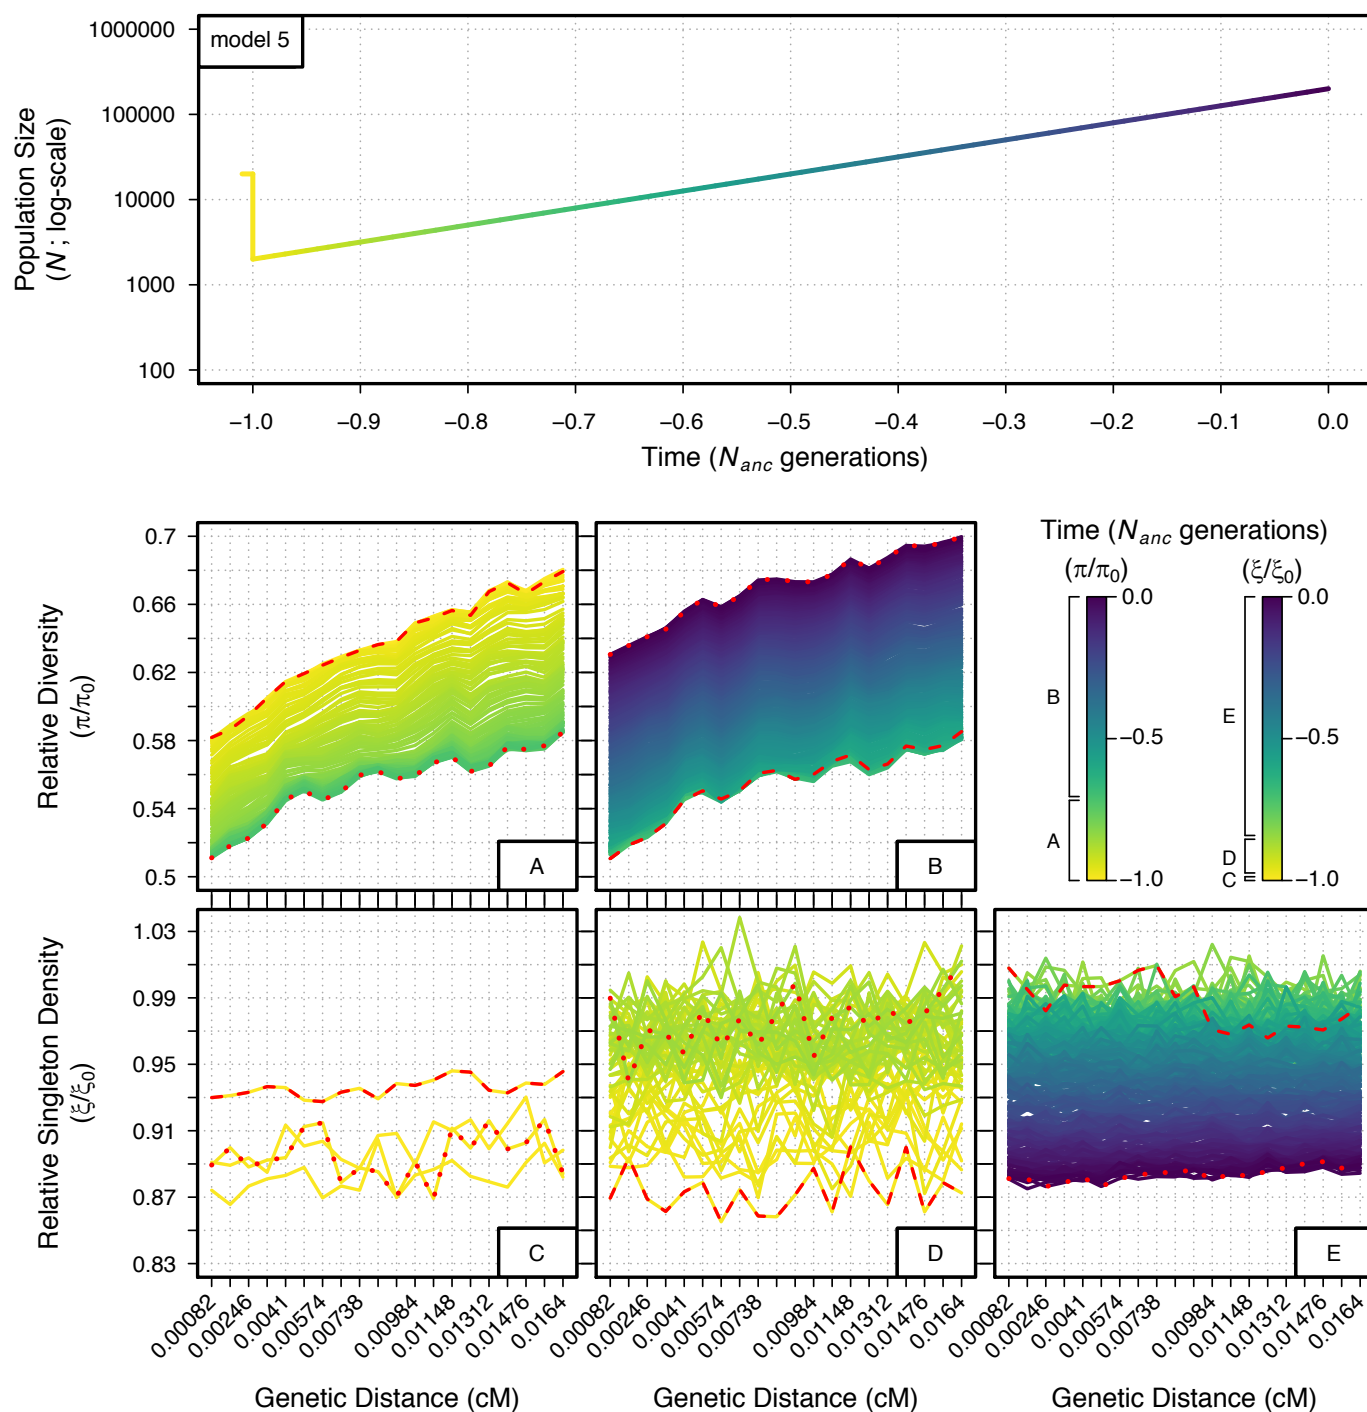 model 5
Population Size
(N ; log−scale)
1000000
100000
10000
1000
100
−1.0 −0.9 −0.8 −0.7 −0.6 −0.5 −0.4 −0.3 −0.2 −0.1 0.0
Time (Nanc generations)
Relative Diversity
(π/π0)
0.7
0.66
0.62
0.58
0.54
0.5
A
B
Time (Nanc generations)
(π/π0) (ξ/ξ0)
0.0 0.0
B E
−0.5 −0.5
A D
C
−1.0 −1.0
Relative Singleton Density
(ξ/ξ0)
1.03
0.99
0.95
0.91
0.87
0.83
C
D
E
0.00082 0.00246 0.0041 0.00574 0.00738 0.00984 0.01148 0.01312 0.01476 0.0164
0.00082 0.00246 0.0041 0.00574 0.00738 0.00984 0.01148 0.01312 0.01476 0.0164
0.00082 0.00246 0.0041 0.00574 0.00738 0.00984 0.01148 0.01312 0.01476 0.0164
Genetic Distance (cM) Genetic Distance (cM) Genetic Distance (cM)